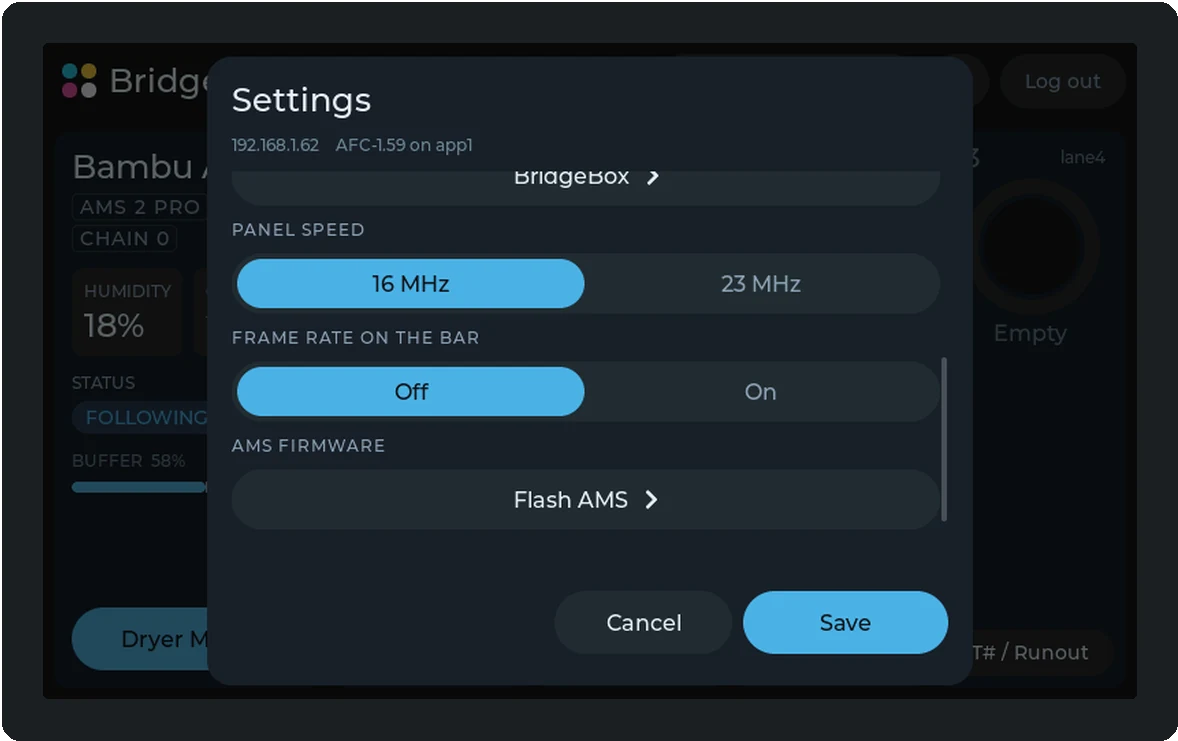 Bridge
Log out
Settings
192.168.1.62 AFC-1.59 on app1
Bambu
lane4
AMS 2 PRO
CHAIN 0
BridgeBox
PANEL SPEED
16 MHz
23 MHz
HUMIDITY
18%
FRAME RATE ON THE BAR
Off
On
Empty
STATUS
FOLLOWING
BUFFER 58%
AMS FIRMWARE
Flash AMS
Dryer
Cancel
Save
T# / Runout